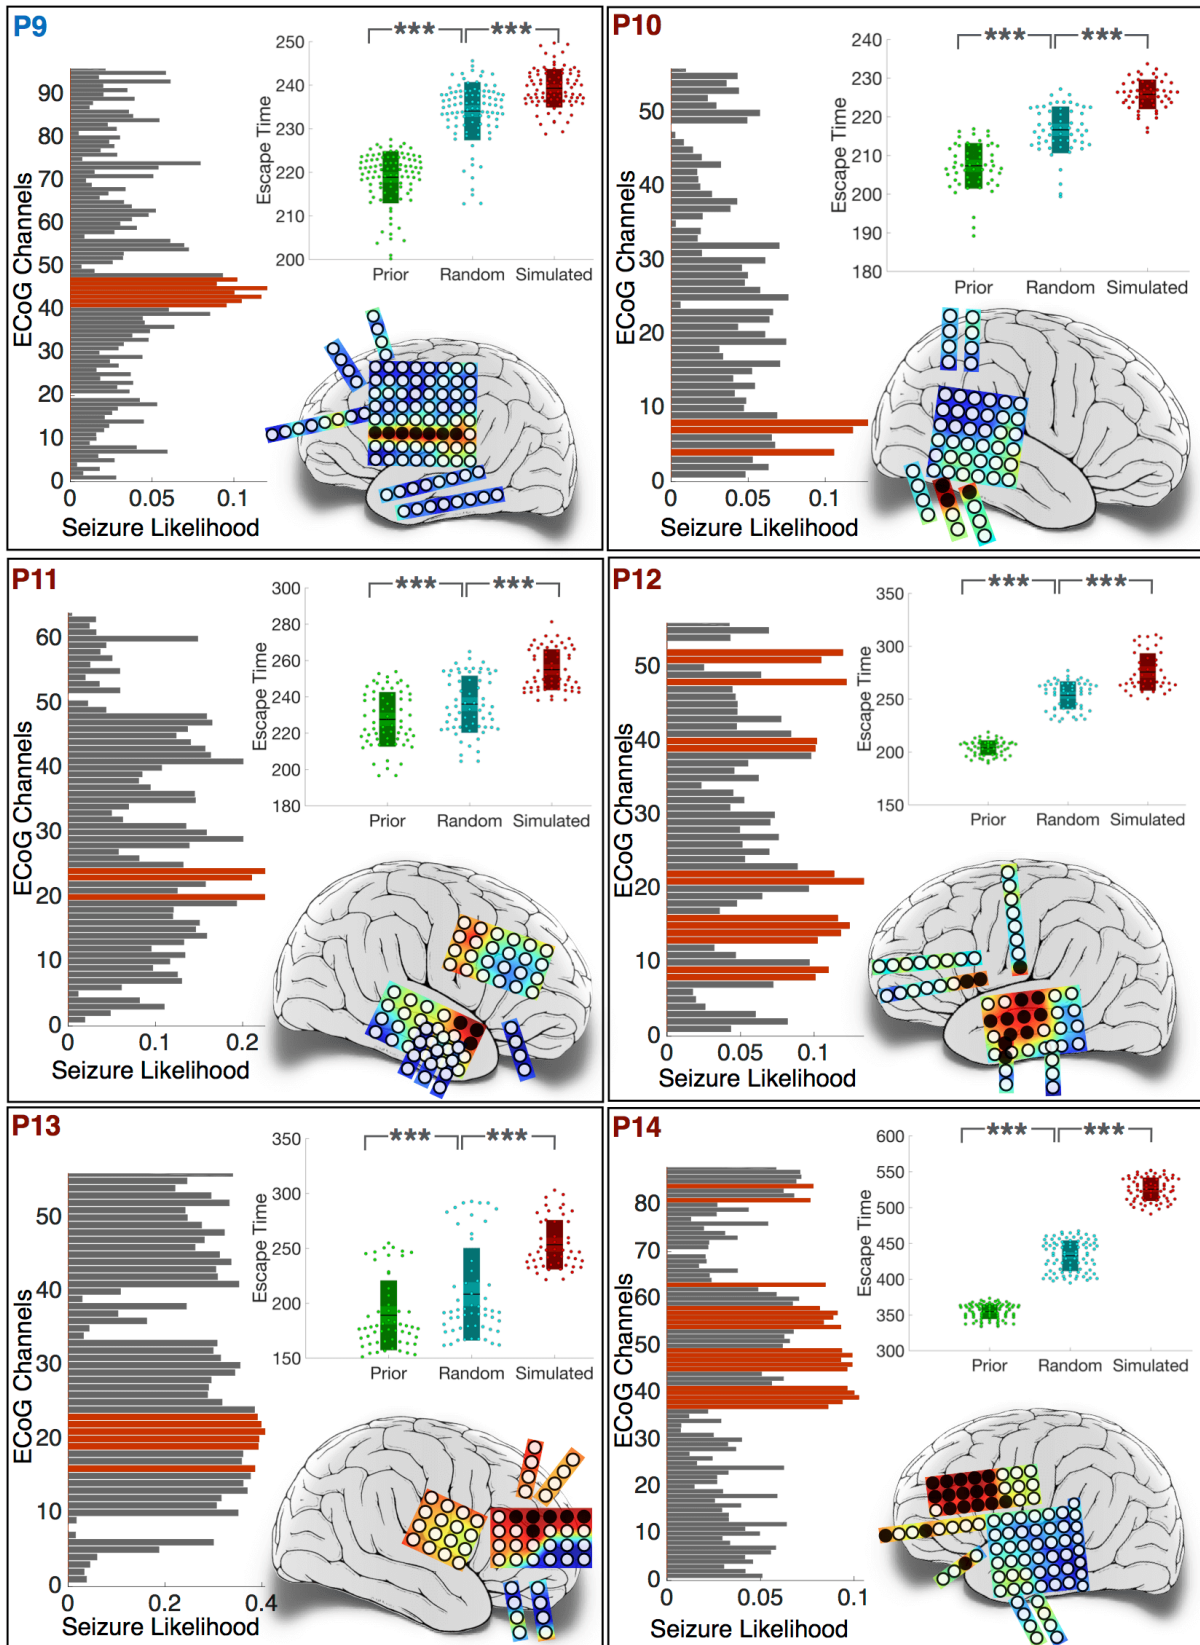 P9
*** ***
250
240
230
220
210
200
Escape Time
Prior Random Simulated
90
80
70
60
50
40
30
20
10
0
ECoG Channels
0 0.05 0.1
Seizure Likelihood
P10
*** ***
240
230
220
210
200
190
180
Escape Time
Prior Random Simulated
50
40
30
20
10
0
ECoG Channels
0 0.05 0.1
Seizure Likelihood
P11
*** ***
300
280
260
240
220
200
180
Escape Time
Prior Random Simulated
60
50
40
30
20
10
0
ECoG Channels
0 0.1 0.2
Seizure Likelihood
P12
*** ***
350
300
250
200
150
Escape Time
Prior Random Simulated
50
40
30
20
10
0
ECoG Channels
0 0.05 0.1
Seizure Likelihood
P13
*** ***
350
300
250
200
150
Escape Time
Prior Random Simulated
50
40
30
20
10
0
ECoG Channels
0 0.2 0.4
Seizure Likelihood
P14
*** ***
600
550
500
450
400
350
300
Escape Time
Prior Random Simulated
80
70
60
50
40
30
20
10
0
ECoG Channels
0 0.05 0.1
Seizure Likelihood